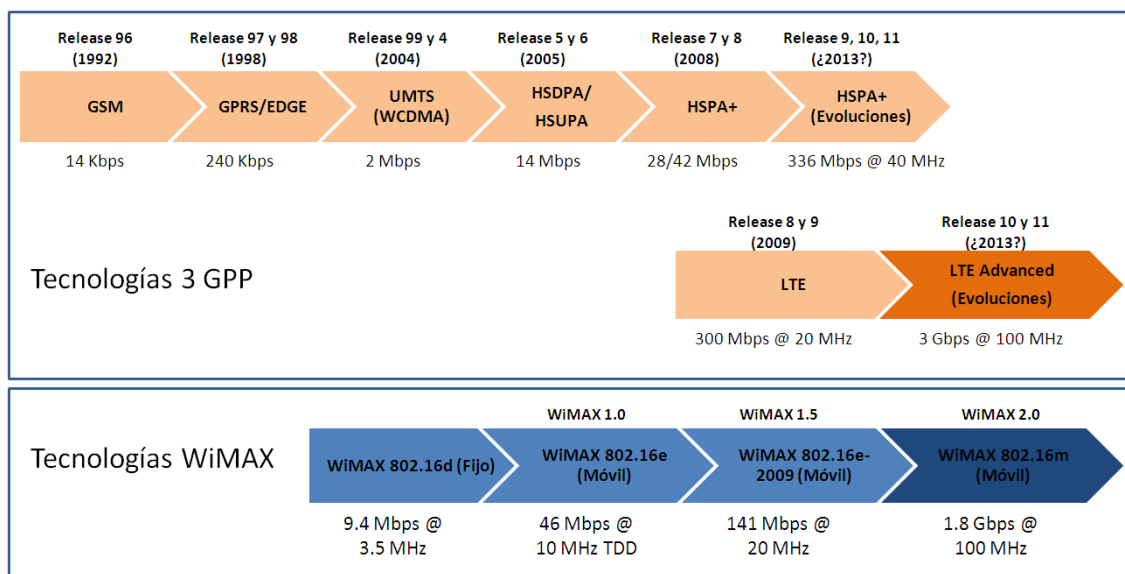 Release 96
(1992)
Release 97 y 98
(1998)
Release 99 y 4
(2004)
Release 5 y 6
(2005)
Release 7 y 8
(2008)
Release 9, 10, 11
(¿2013?)
GSM
GPRS/EDGE
UMTS
(WCDMA)
HSDPA/
HSUPA
HSPA+
HSPA+
(Evoluciones)
14 Kbps
240 Kbps
2 Mbps
14 Mbps
28/42 Mbps
336 Mbps @ 40 MHz
Release 8 y 9
(2009)
Release 10 y 11
(¿2013?)
Tecnologías 3 GPP
LTE
LTE Advanced
(Evoluciones)
300 Mbps @ 20 MHz
3 Gbps @ 100 MHz
WiMAX 1.0
WiMAX 1.5
WiMAX 2.0
Tecnologías WiMAX
WiMAX 802.16d (Fijo)
WiMAX 802.16e
(Móvil)
WiMAX 802.16e-
2009 (Móvil)
WiMAX 802.16m
(Móvil)
9.4 Mbps @
3.5 MHz
46 Mbps @
10 MHz TDD
141 Mbps @
20 MHz
1.8 Gbps @
100 MHz